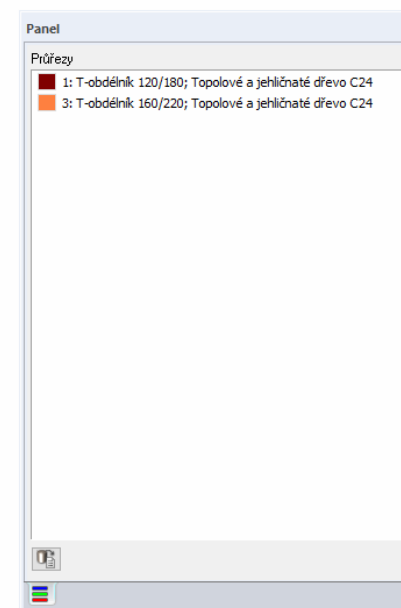 Panel
Průřezy
1: T-obdélník 120/180; Topolové a jehličnaté dřevo C24
3: T-obdélník 160/220; Topolové a jehličnaté dřevo C24